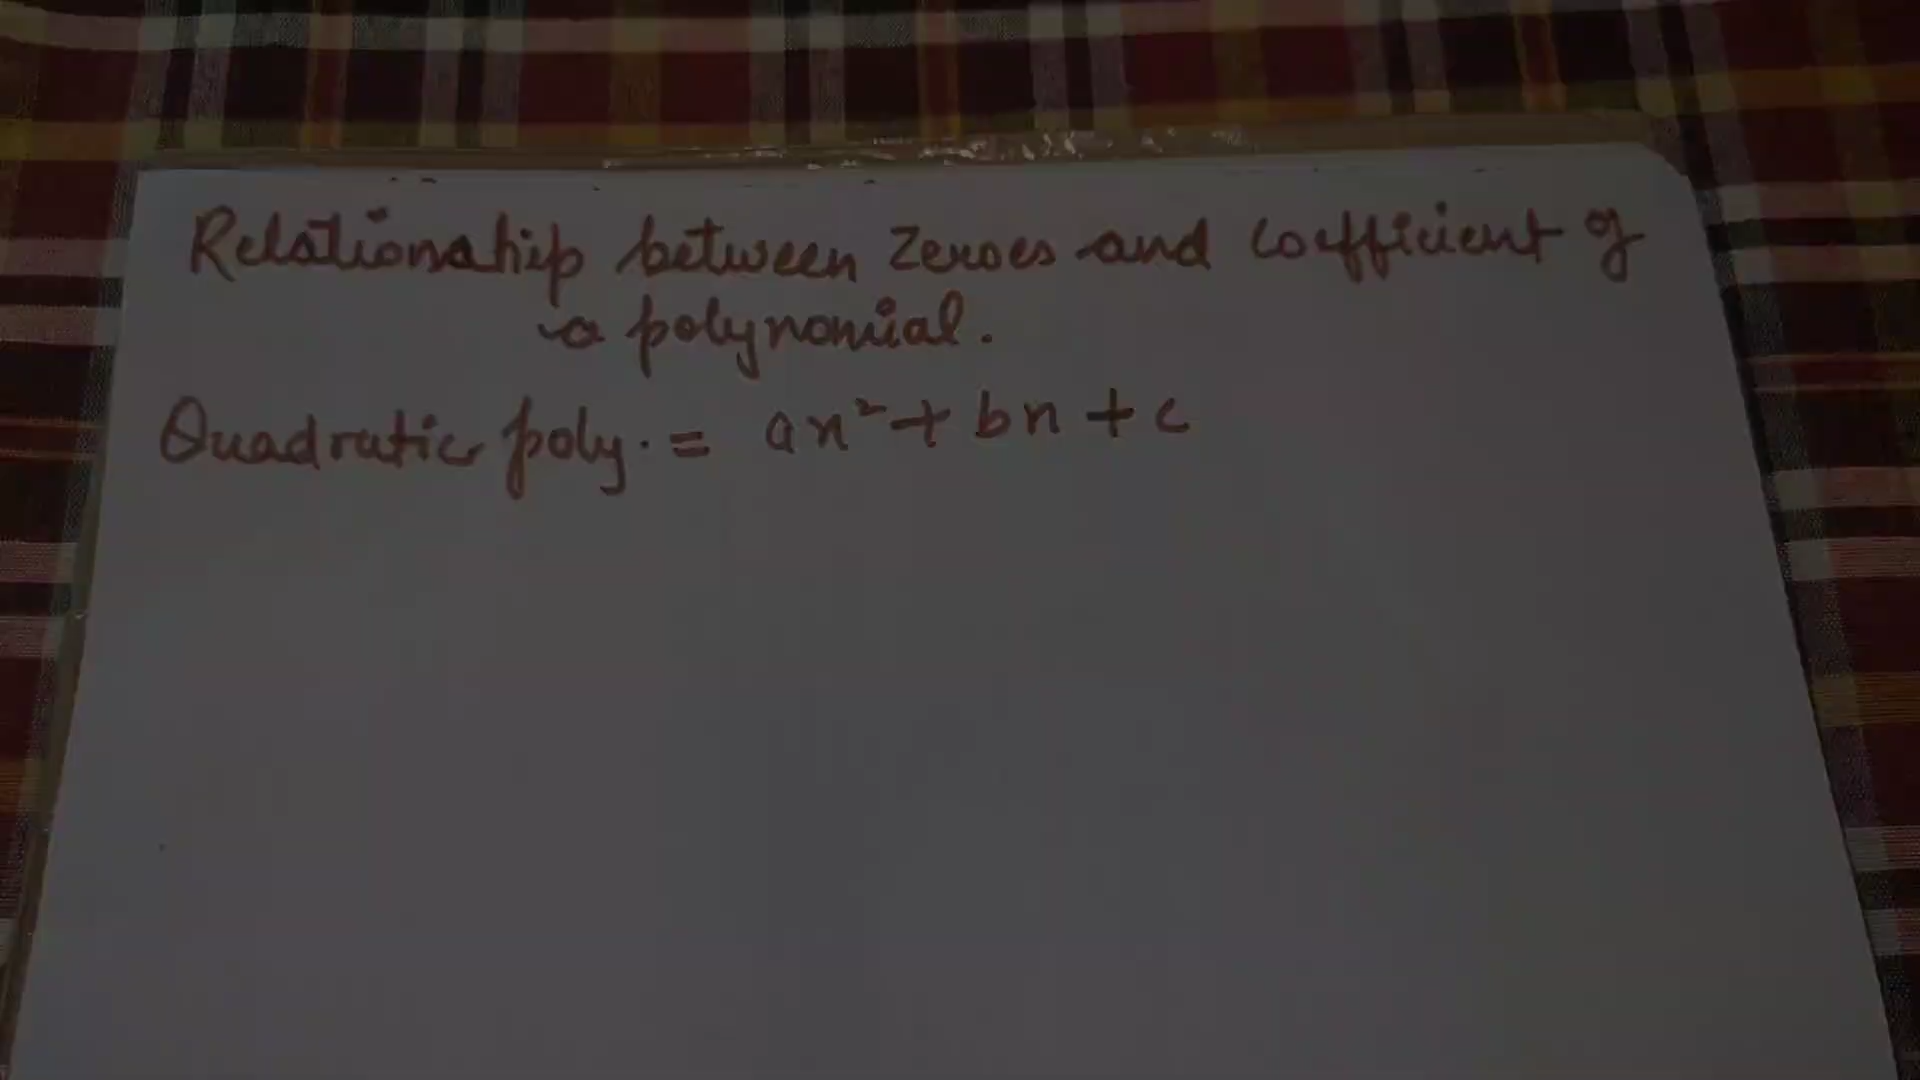 Relationship between Zeroes and Coefficient of
a polynomial.
Quadratic poly. = ax² + bx + c